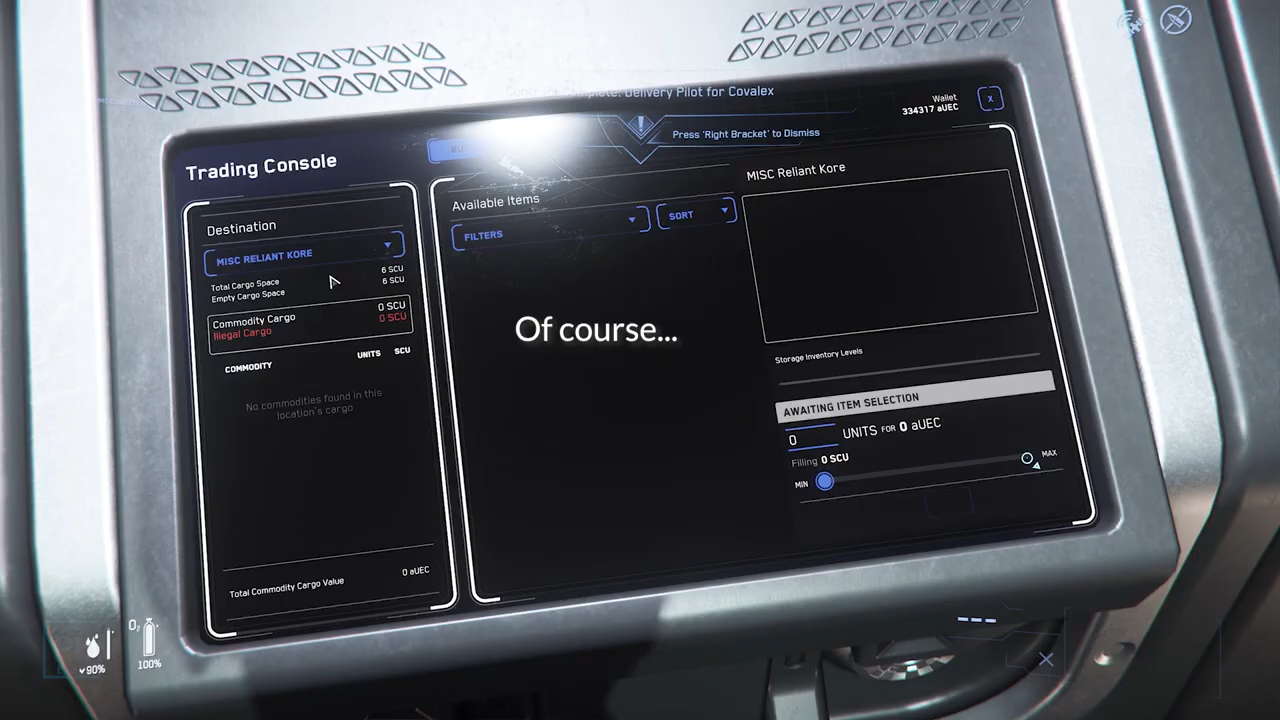 Contract Complete: Delivery Pilot for Covalex
Press 'Right Bracket' to Dismiss
Wallet
334317 aUEC
X
Trading Console
BU
Destination
MISC RELIANT KORE
Total Cargo Space 6 SCU
Empty Cargo Space 6 SCU
Commodity Cargo 0 SCU
Illegal Cargo 0 SCU
COMMODITY UNITS SCU
No commodities found in this
location's cargo
Total Commodity Cargo Value 0 aUEC
Available Items
FILTERS
SORT
Of course...
MISC Reliant Kore
Storage Inventory Levels
AWAITING ITEM SELECTION
0 UNITS FOR 0 aUEC
Filling 0 SCU
MIN
MAX
O₂
90%
100%